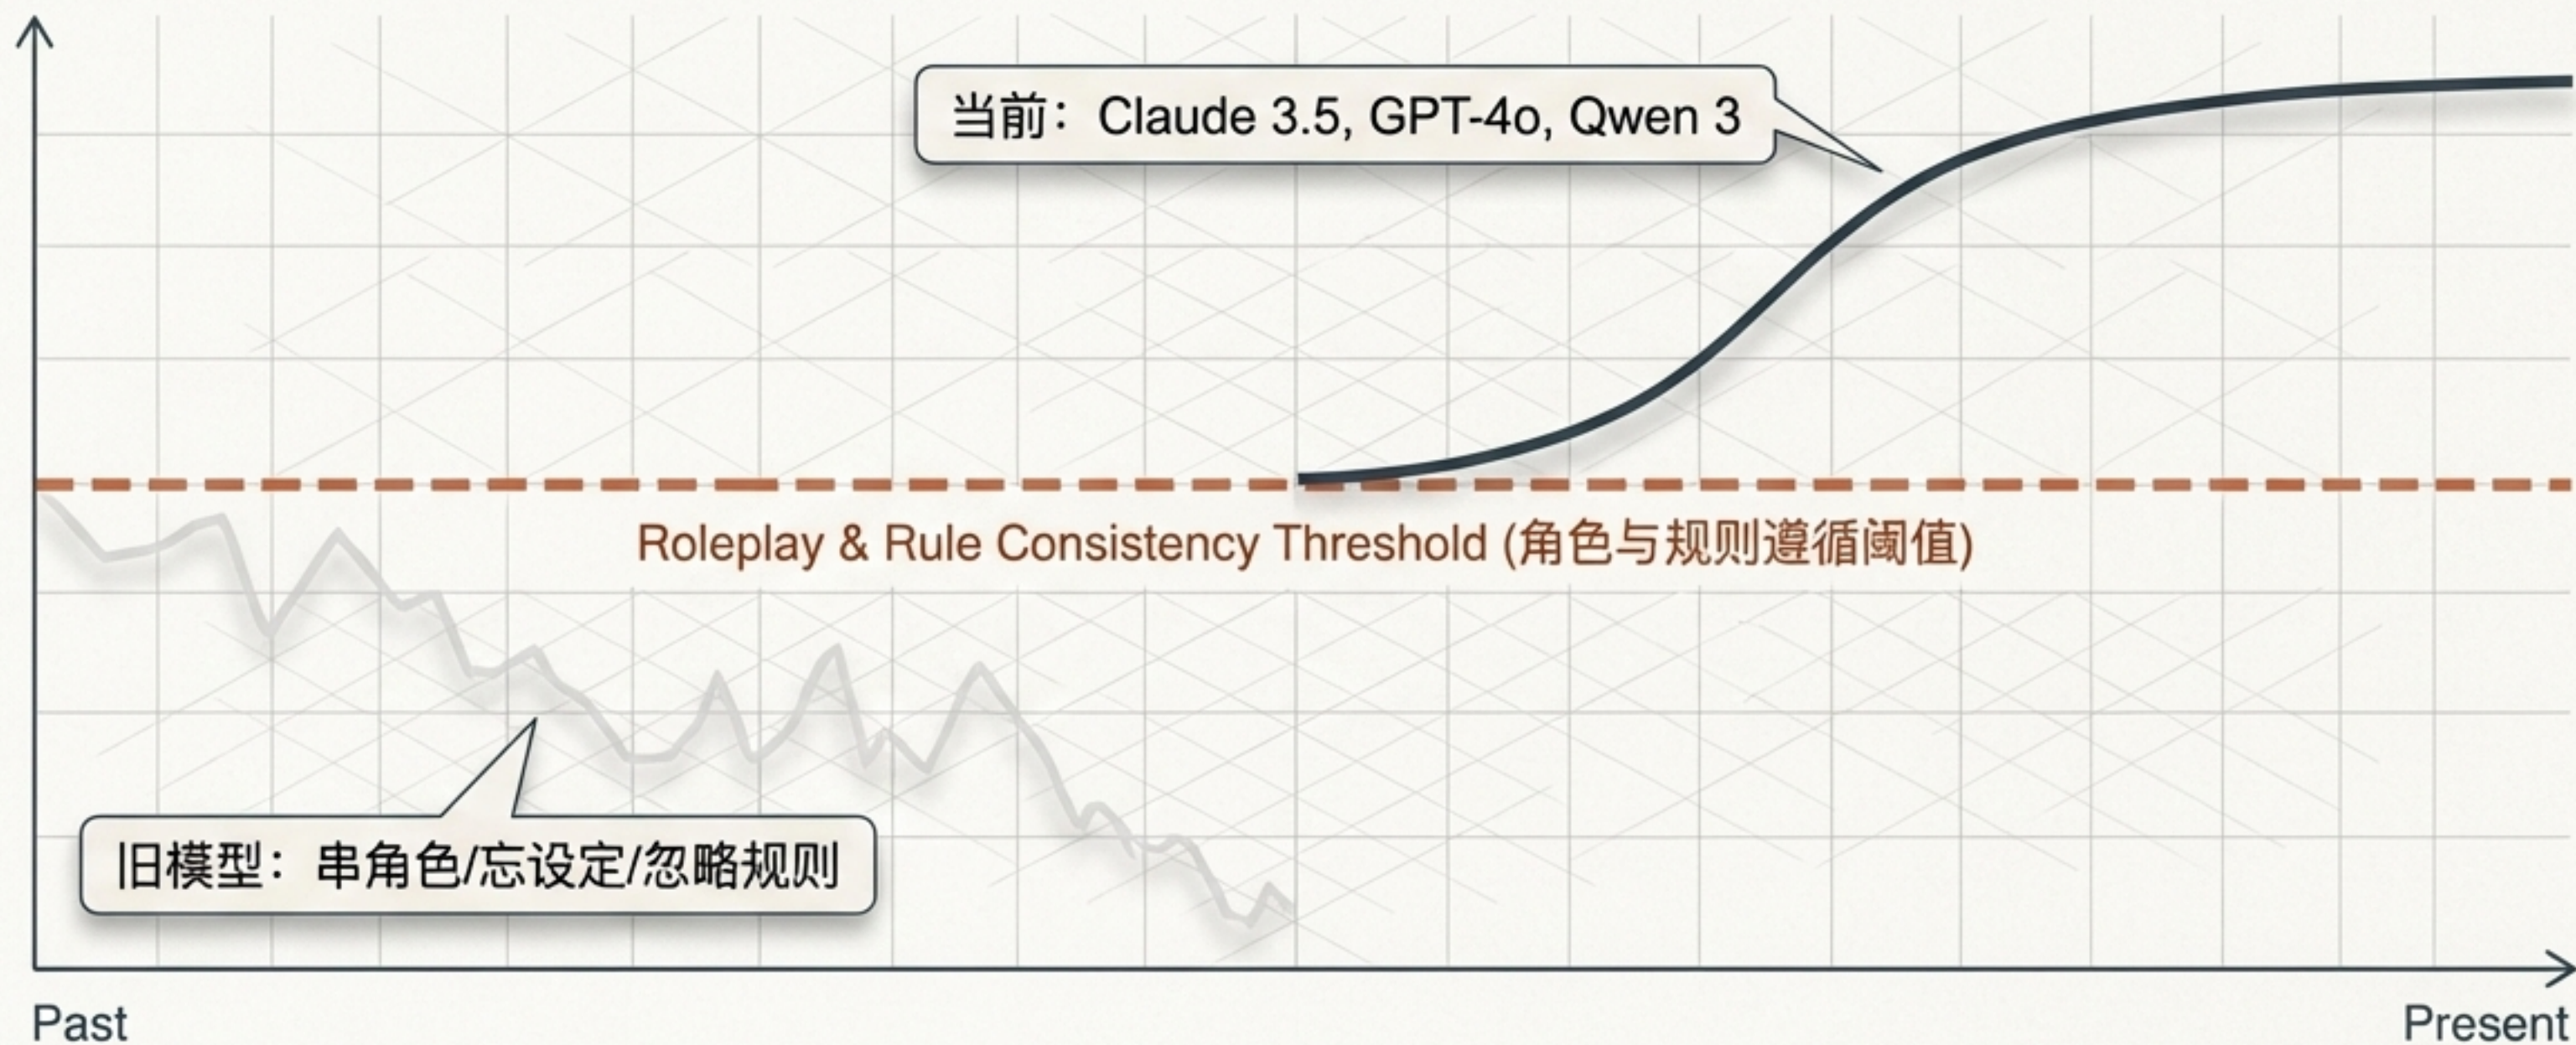 当前：Claude 3.5, GPT-4o, Qwen 3
Roleplay & Rule Consistency Threshold (角色与规则遵循阈值)
旧模型：串角色/忘设定/忽略规则
Past
Present